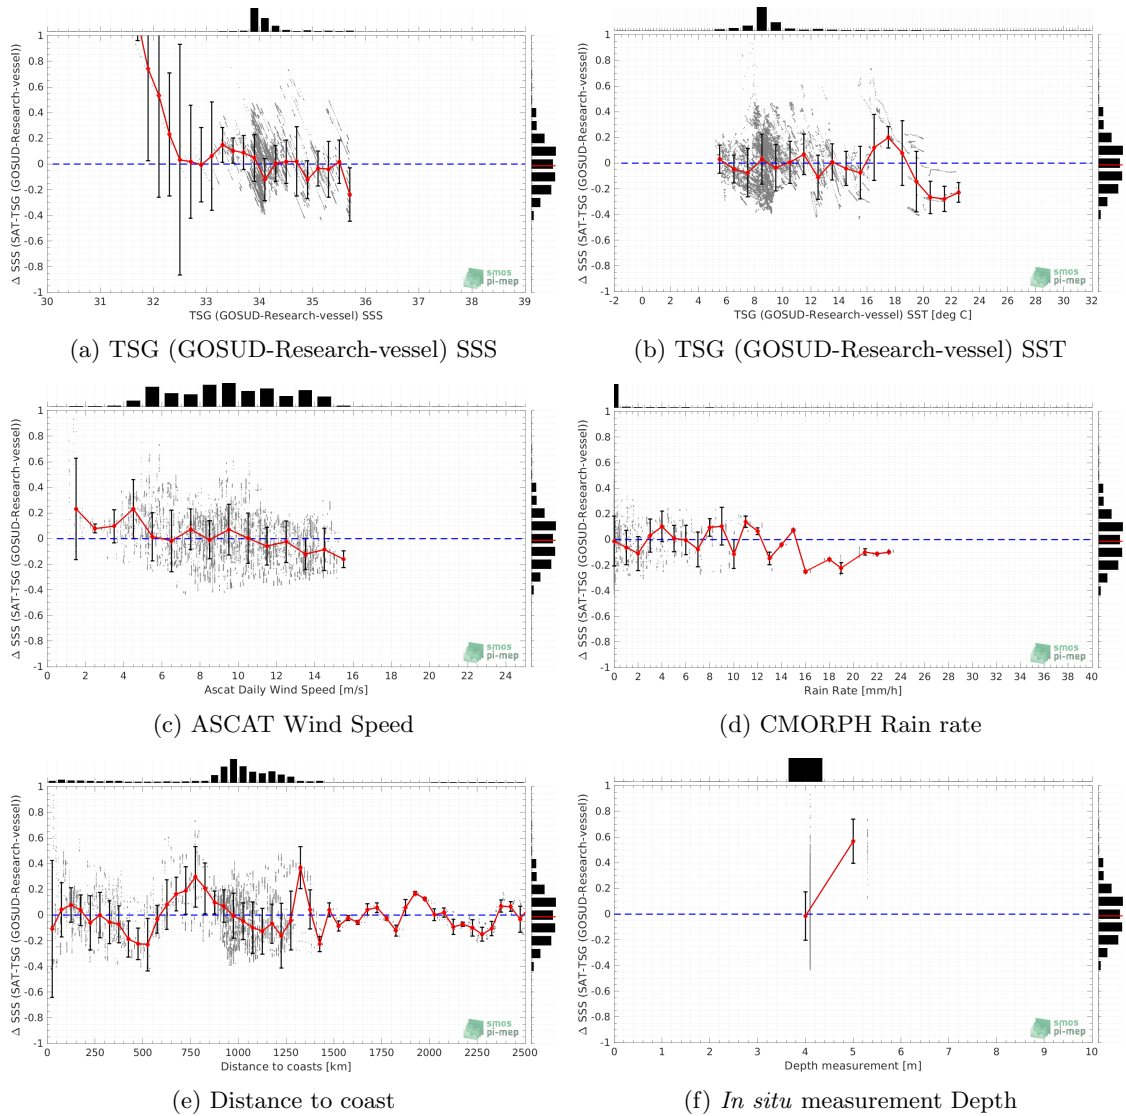 1
0.8
0.6
0.4
0.2
0
-0.2
-0.4
-0.6
-0.8
-1
Δ SSS (SAT-TSG (GOSUD-Research-vessel))
30 31 32 33 34 35 36 37 38 39
TSG (GOSUD-Research-vessel) SSS
smos
pi-mep
(a) TSG (GOSUD-Research-vessel) SSS
1
0.8
0.6
0.4
0.2
0
-0.2
-0.4
-0.6
-0.8
-1
Δ SSS (SAT-TSG (GOSUD-Research-vessel))
-2 0 2 4 6 8 10 12 14 16 18 20 22 24 26 28 30 32
TSG (GOSUD-Research-vessel) SST [deg C]
smos
pi-mep
(b) TSG (GOSUD-Research-vessel) SST
1
0.8
0.6
0.4
0.2
0
-0.2
-0.4
-0.6
-0.8
-1
Δ SSS (SAT-TSG (GOSUD-Research-vessel))
0 2 4 6 8 10 12 14 16 18 20 22 24
Ascat Daily Wind Speed [m/s]
smos
pi-mep
(c) ASCAT Wind Speed
1
0.8
0.6
0.4
0.2
0
-0.2
-0.4
-0.6
-0.8
-1
Δ SSS (SAT-TSG (GOSUD-Research-vessel))
0 2 4 6 8 10 12 14 16 18 20 22 24 26 28 30 32 34 36 38 40
Rain Rate [mm/h]
smos
pi-mep
(d) CMORPH Rain rate
1
0.8
0.6
0.4
0.2
0
-0.2
-0.4
-0.6
-0.8
-1
Δ SSS (SAT-TSG (GOSUD-Research-vessel))
0 250 500 750 1000 1250 1500 1750 2000 2250 2500
Distance to coasts [km]
smos
pi-mep
(e) Distance to coast
1
0.8
0.6
0.4
0.2
0
-0.2
-0.4
-0.6
-0.8
-1
Δ SSS (SAT-TSG (GOSUD-Research-vessel))
0 1 2 3 4 5 6 7 8 9 10
Depth measurement [m]
smos
pi-mep
(f) In situ measurement Depth